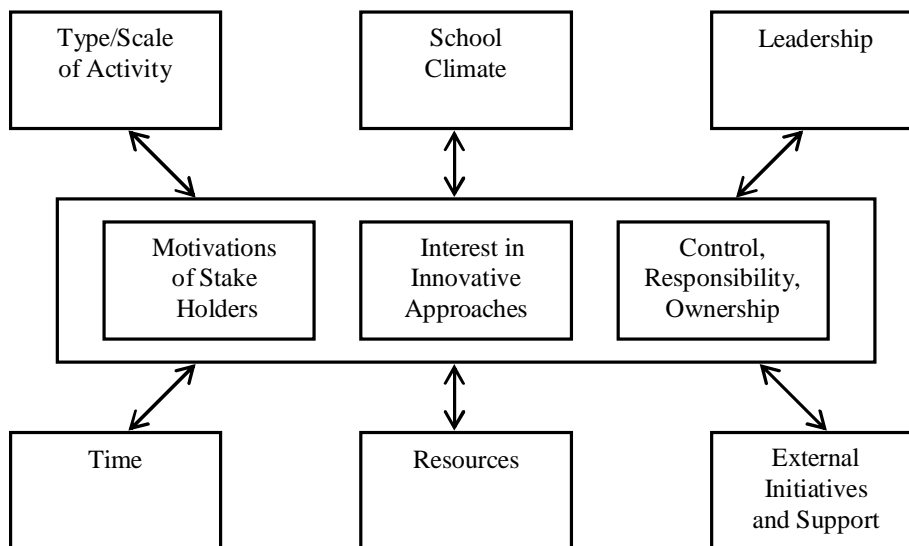 Type/Scale
of Activity
School
Climate
Leadership
Motivations
of Stake
Holders
Interest in
Innovative
Approaches
Control,
Responsibility,
Ownership
Time
Resources
External
Initiatives
and Support